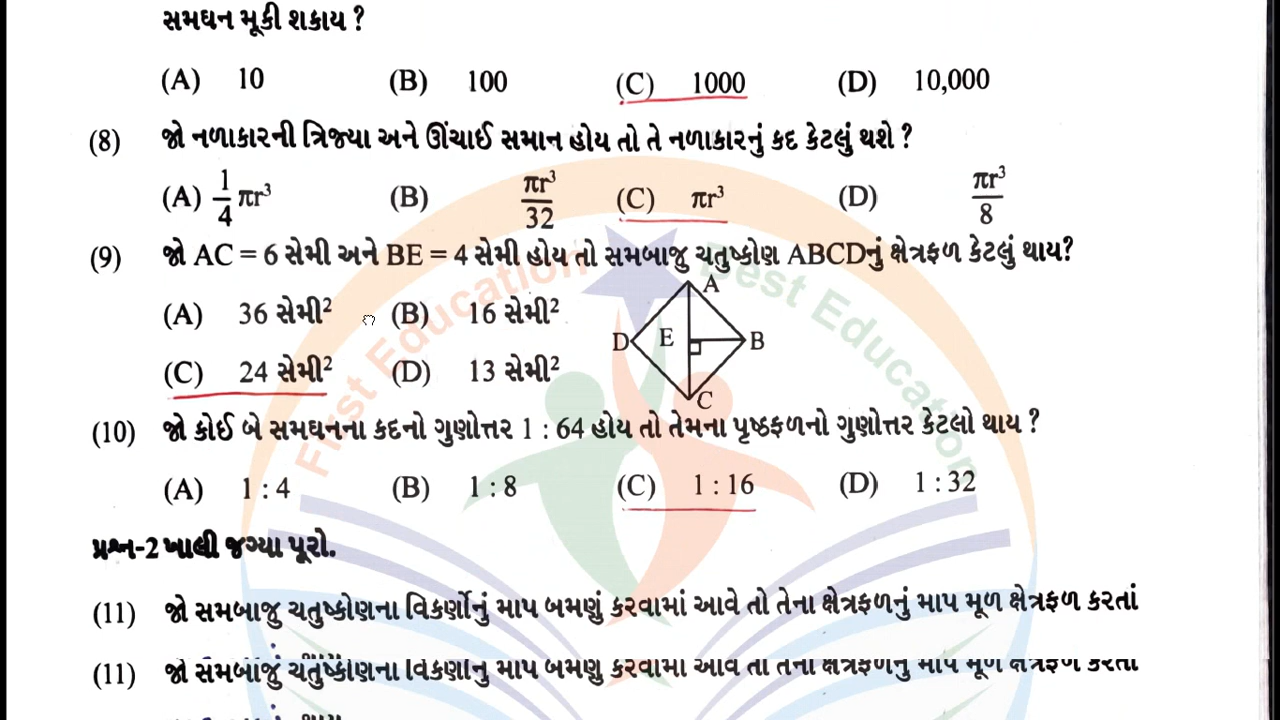 સમઘન મૂકી શકાય ?
(A) 10 (B) 100 (C) 1000 (D) 10,000
(8) જો નળાકારની ત્રિજ્યા અને ઊંચાઈ સમાન હોય તો તે નળાકારનું કદ કેટલું થશે ?
(A) 1/4 πr³ (B) πr³/32 (C) πr³ (D) πr³/8
(9) જો AC = 6 સેમી અને BE = 4 સેમી હોય તો સમબાજુ ચતુષ્કોણ ABCDનું ક્ષેત્રફળ કેટલું થાય?
(A) 36 સેમી² (B) 16 સેમી²
(C) 24 સેમી² (D) 13 સેમી²
A
D E B
C
(10) જો કોઈ બે સમઘનના કદનો ગુણોત્તર 1 : 64 હોય તો તેમના પૃષ્ઠફળનો ગુણોત્તર કેટલો થાય ?
(A) 1 : 4 (B) 1 : 8 (C) 1 : 16 (D) 1 : 32
પ્રશ્ન-2 ખાલી જગ્યા પૂરો.
(11) જો સમબાજુ ચતુષ્કોણના વિકર્ણોનું માપ બમણું કરવામાં આવે તો તેના ક્ષેત્રફળનું માપ મૂળ ક્ષેત્રફળ કરતાં
(11) જો સમબાજુ ચતુષ્કોણના વિકર્ણોનું માપ બમણું કરવામાં આવે તો તેના ક્ષેત્રફળનું માપ મૂળ ક્ષેત્રફળ કરતાં
First Education Best Education